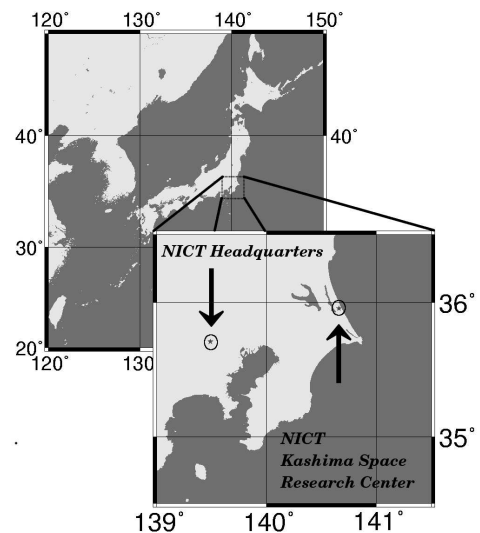 120° 130° 140° 150°
40° 40°
30°
NICT Headquarters
36°
20°
120° 130
35°
NICT
Kashima Space
Research Center
139° 140° 141°